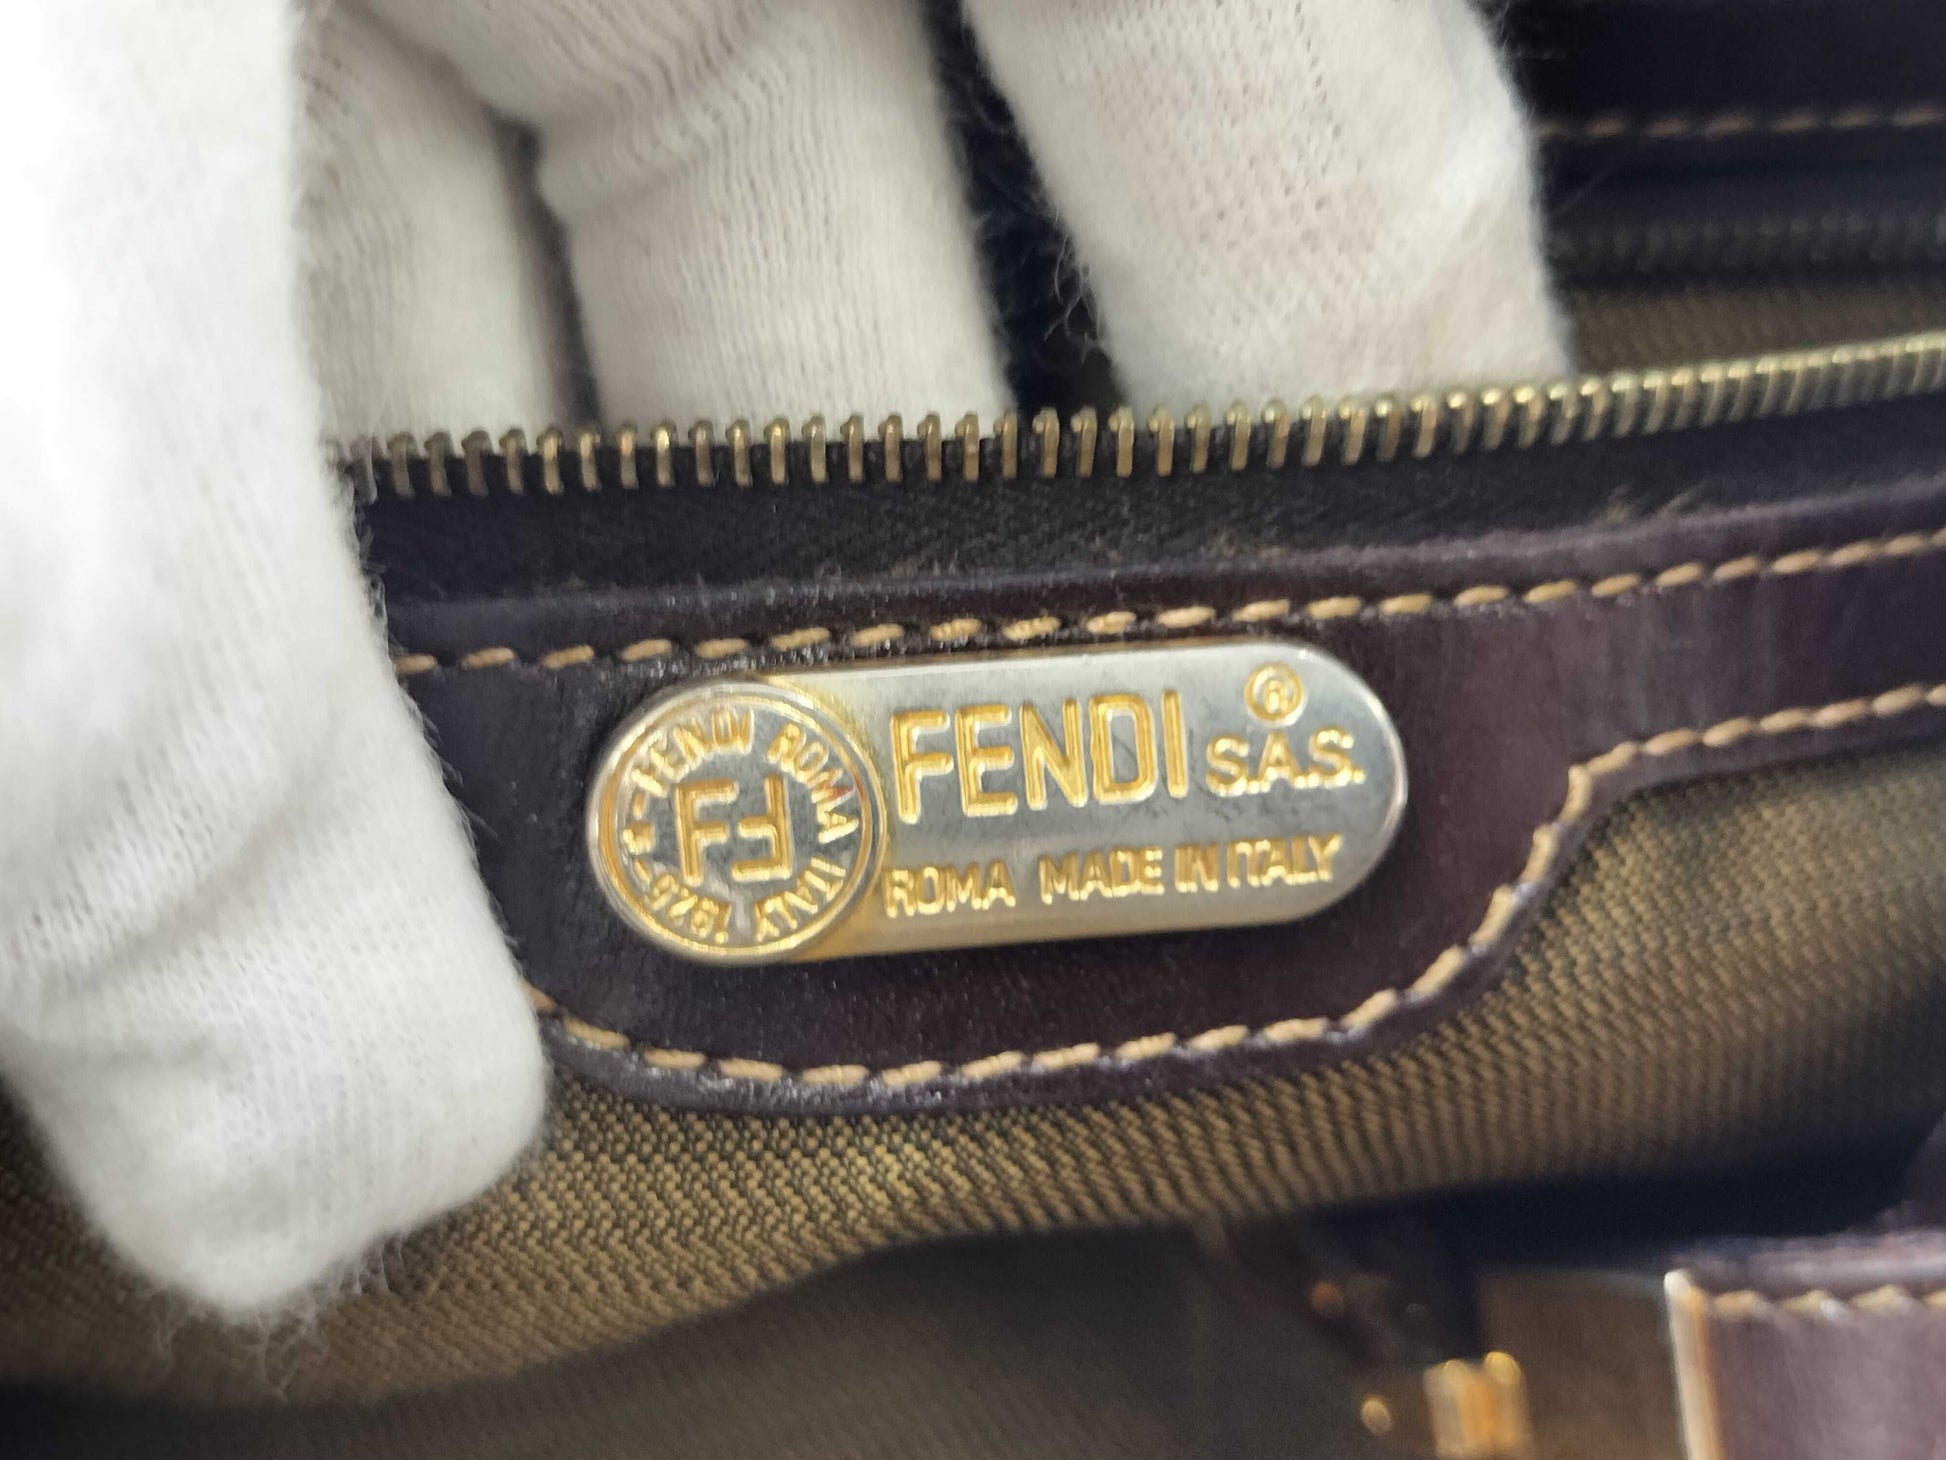 FENDI ROMA ITALY 1925
FF
FENDI S.A.S.®
ROMA MADE IN ITALY